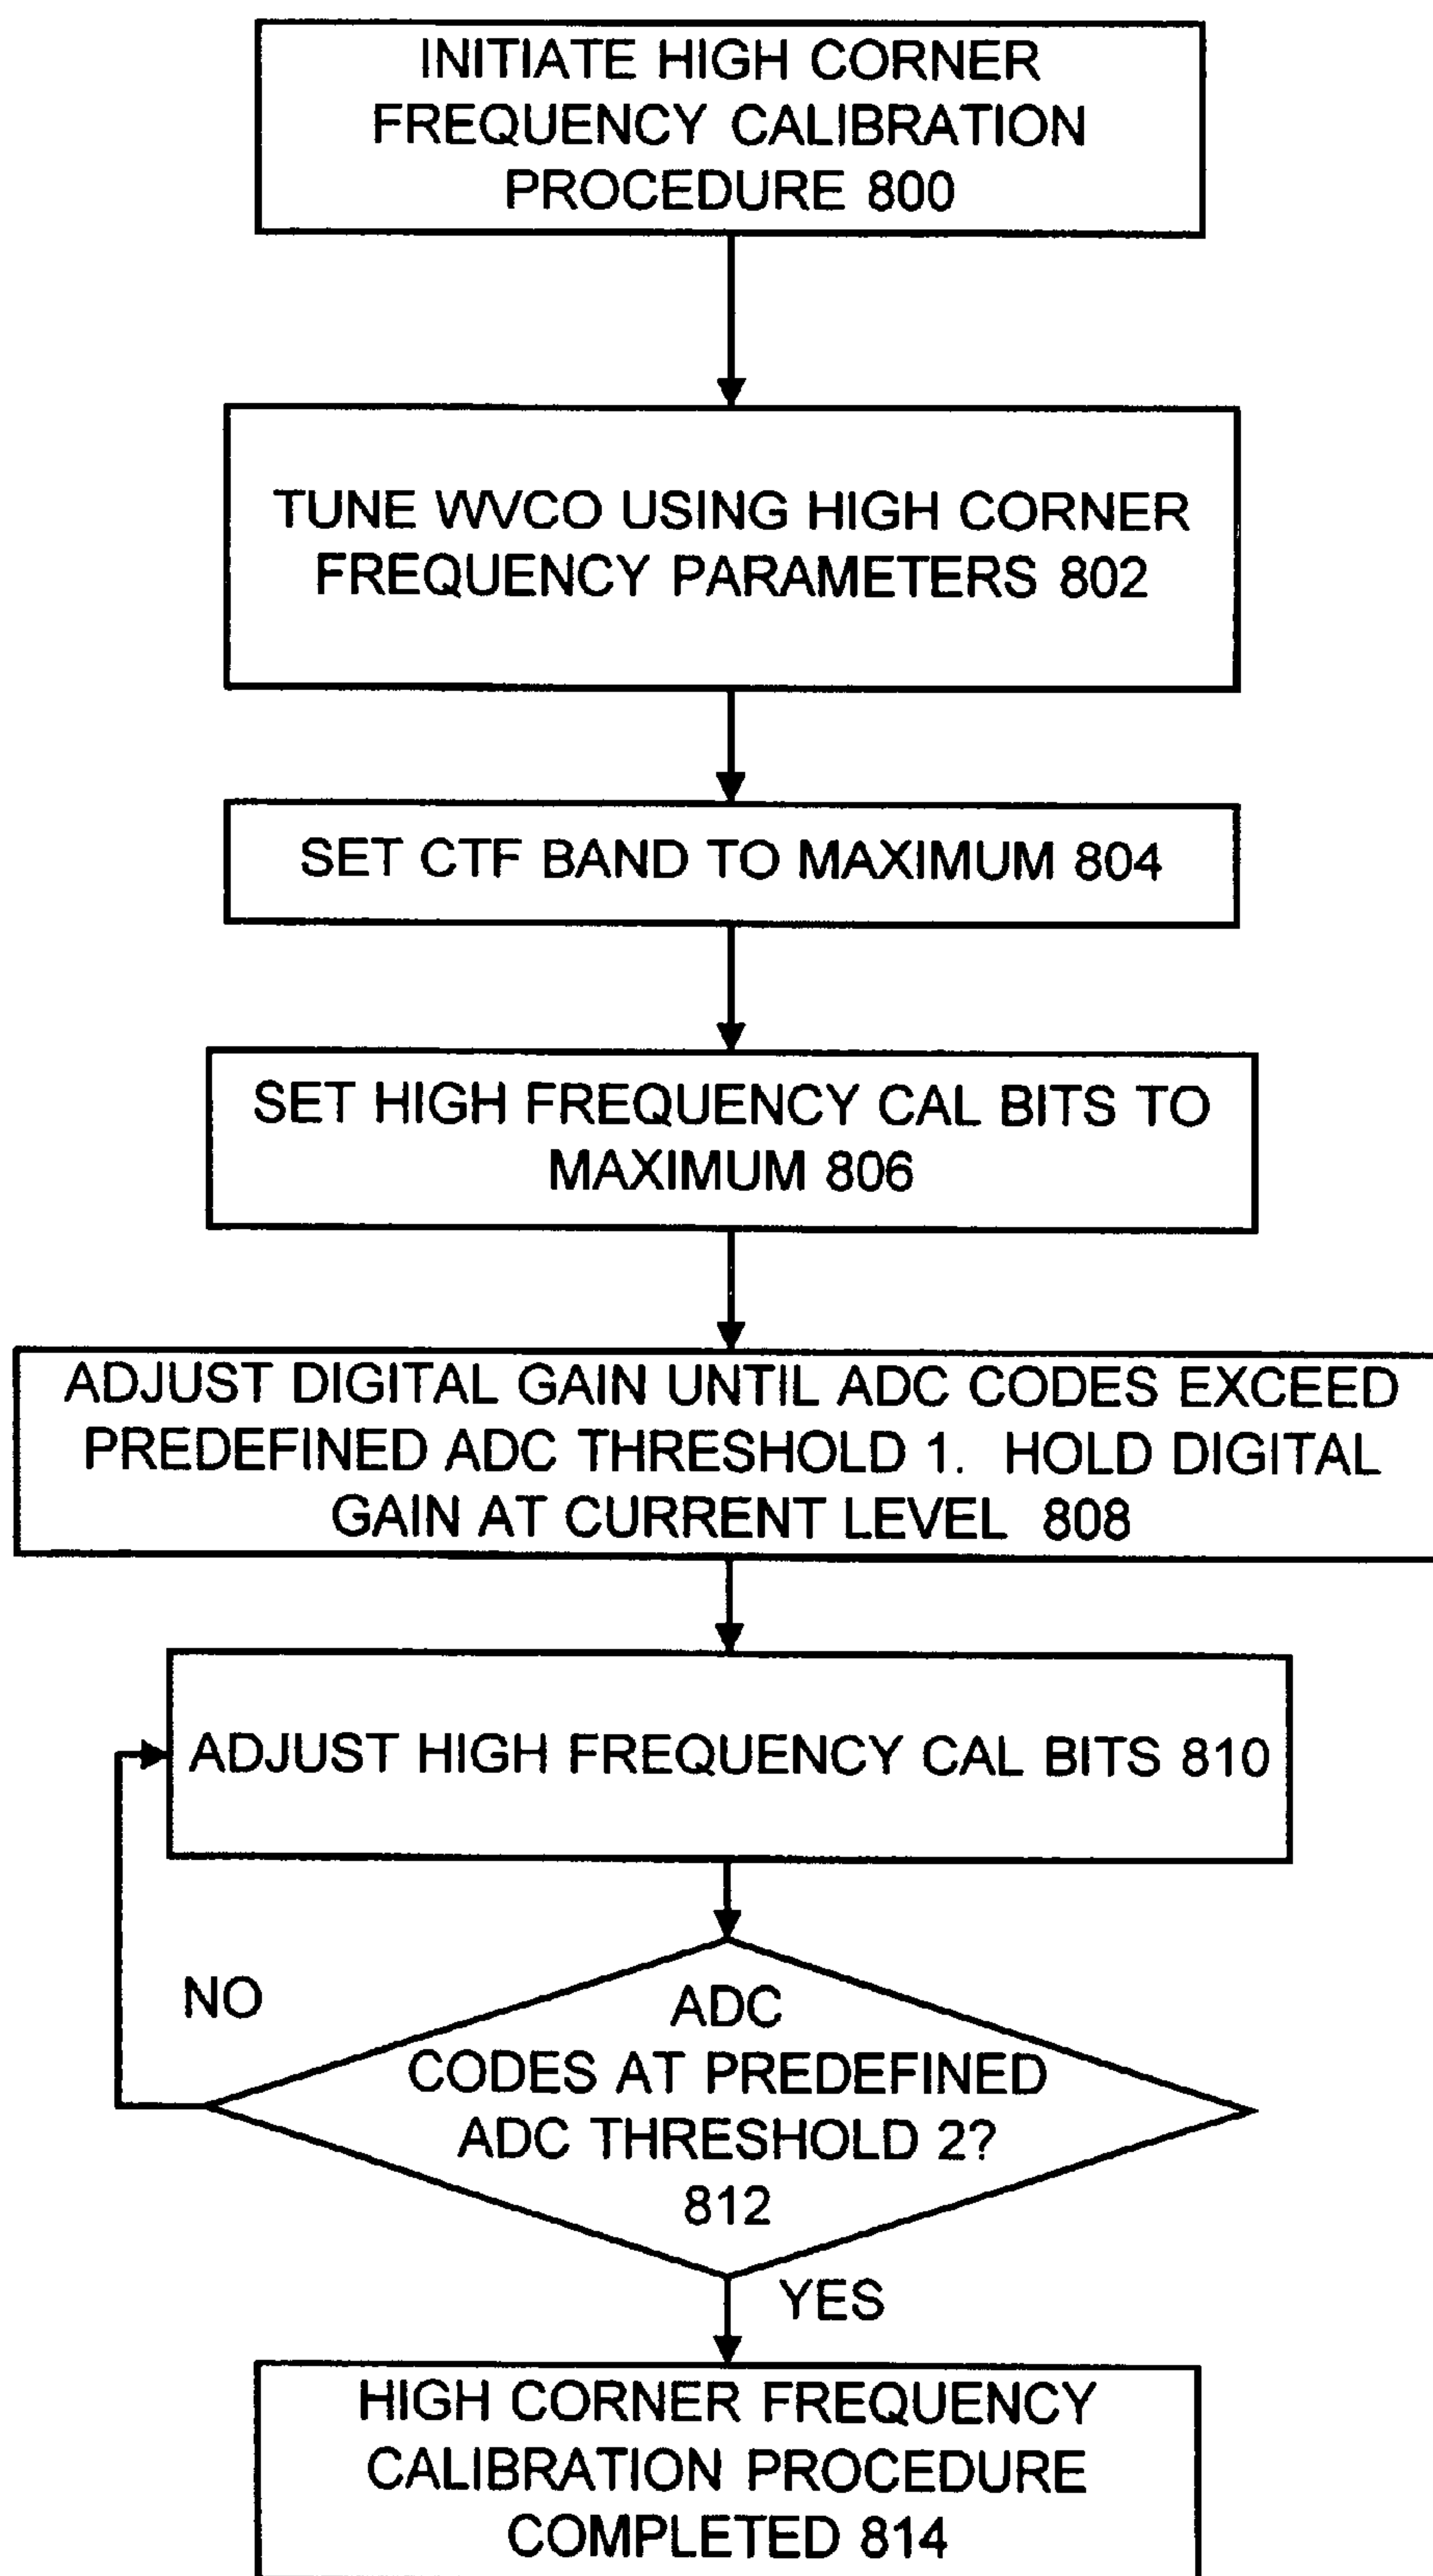 INITIATE HIGH CORNER
FREQUENCY CALIBRATION
PROCEDURE 800
TUNE WVCO USING HIGH CORNER
FREQUENCY PARAMETERS 802
SET CTF BAND TO MAXIMUM 804
SET HIGH FREQUENCY CAL BITS TO
MAXIMUM 806
ADJUST DIGITAL GAIN UNTIL ADC CODES EXCEED
PREDEFINED ADC THRESHOLD 1. HOLD DIGITAL
GAIN AT CURRENT LEVEL 808
ADJUST HIGH FREQUENCY CAL BITS 810
NO
ADC
CODES AT PREDEFINED
ADC THRESHOLD 2?
812
YES
HIGH CORNER FREQUENCY
CALIBRATION PROCEDURE
COMPLETED 814